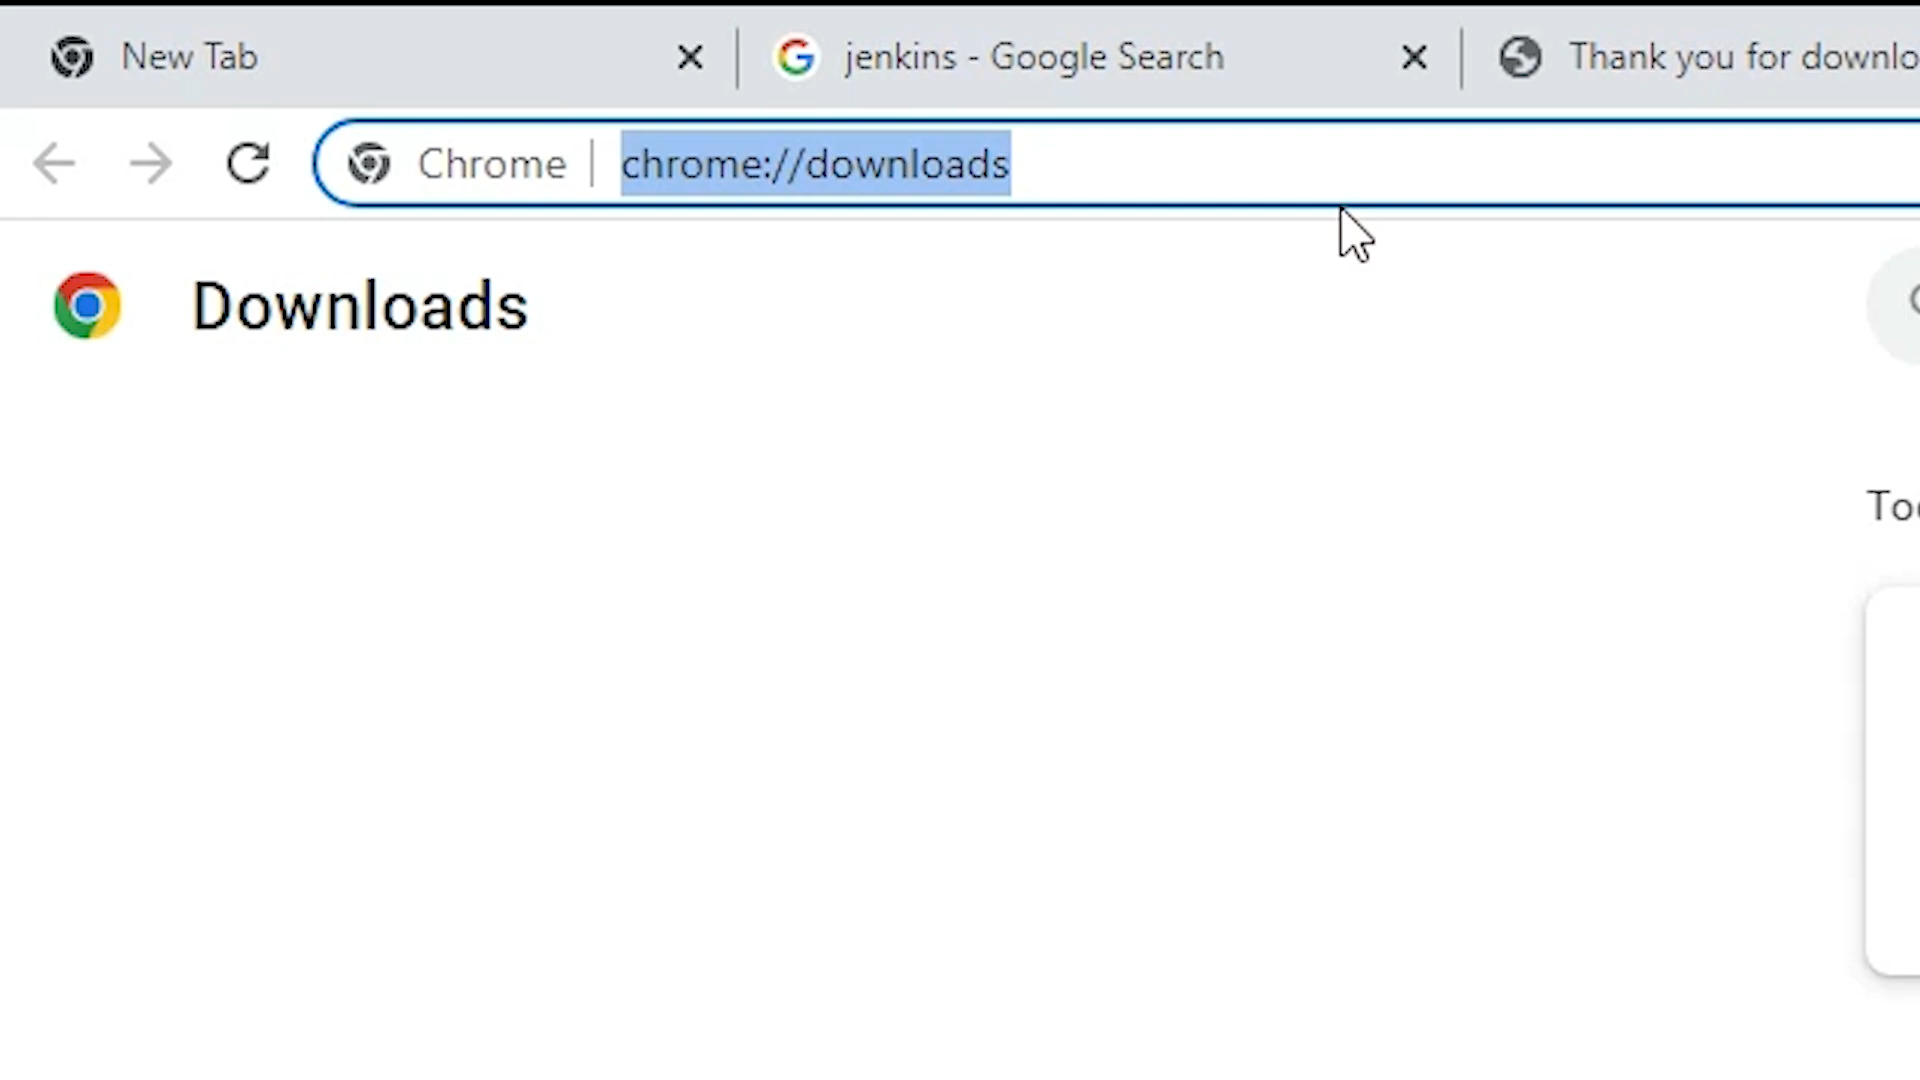 New Tab
jenkins - Google Search
Thank you for downlo
Chrome
chrome://downloads
Downloads